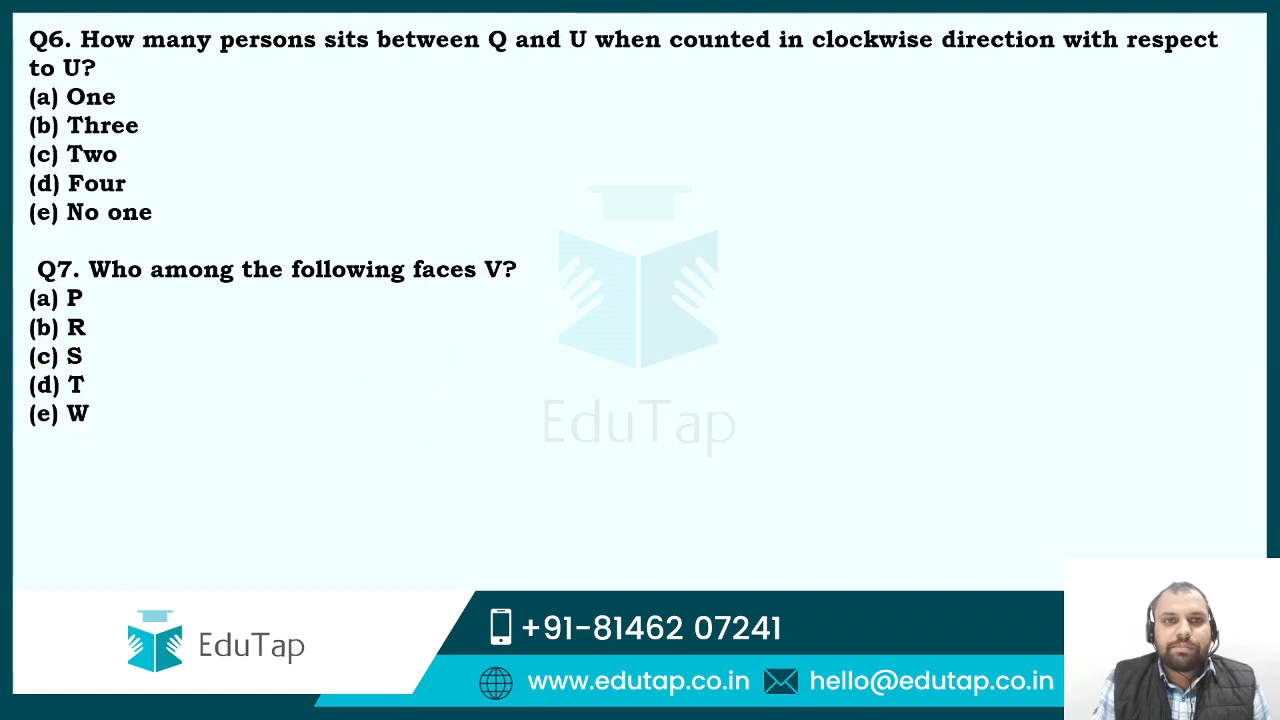 Q6. How many persons sits between Q and U when counted in clockwise direction with respect
to U?
(a) One
(b) Three
(c) Two
(d) Four
(e) No one
Q7. Who among the following faces V?
(a) P
(b) R
(c) S
(d) T
(e) W
EduTap
EduTap
+91-81462 07241
www.edutap.co.in
hello@edutap.co.in